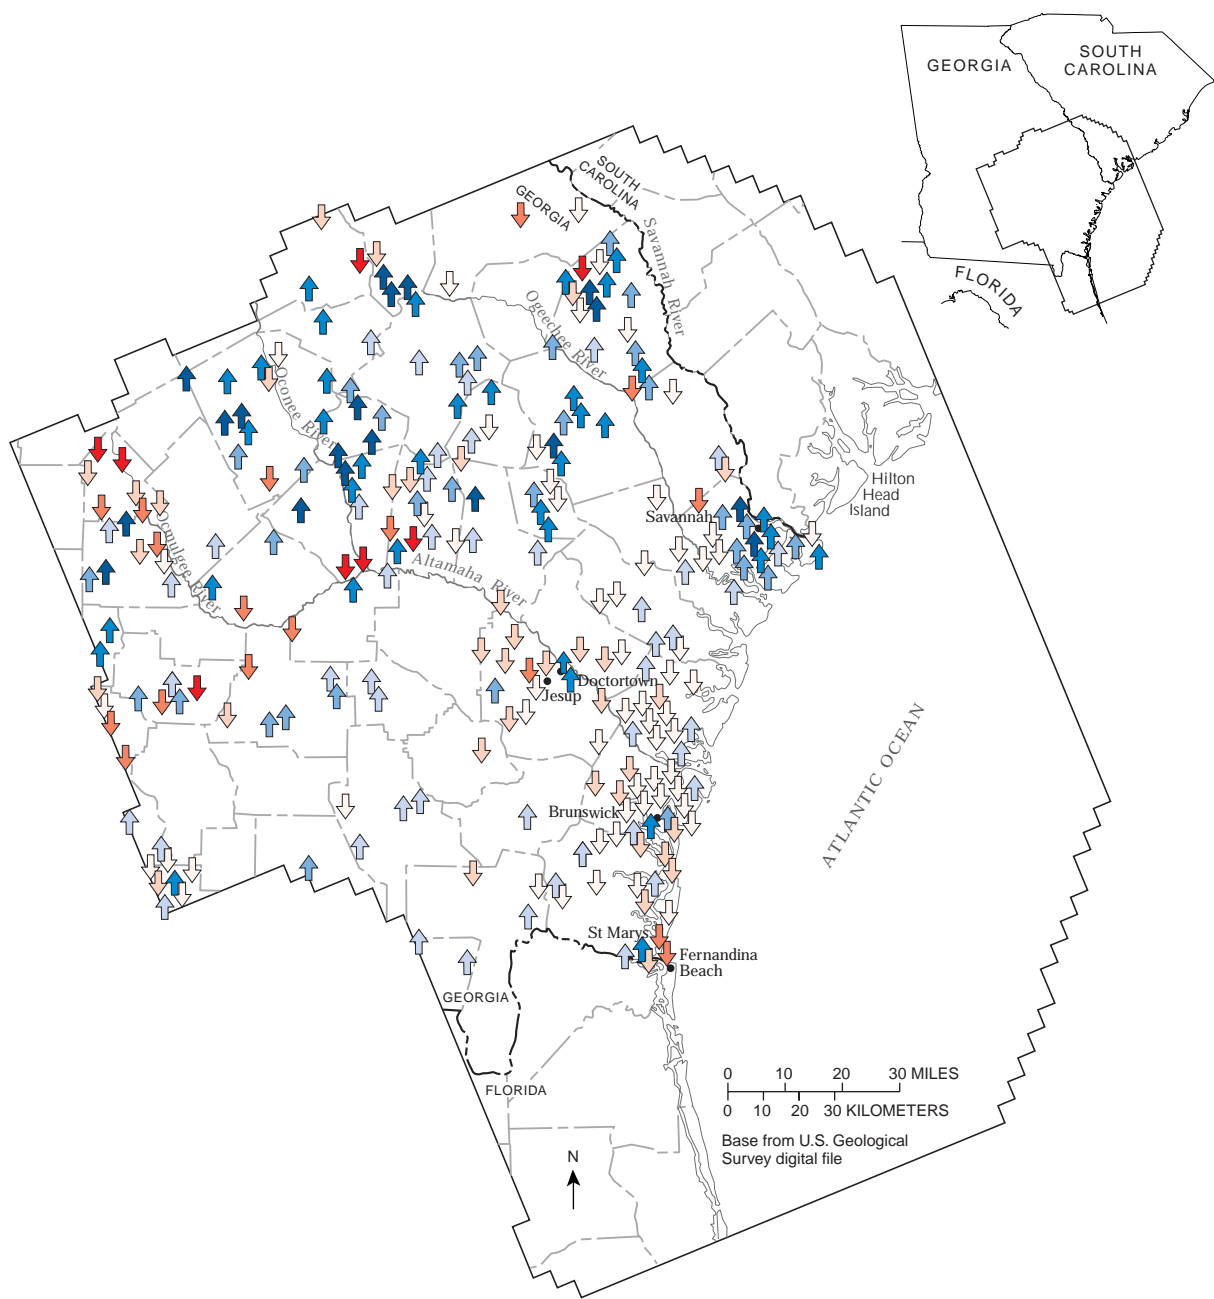 GEORGIA
SOUTH
CAROLINA
FLORIDA
SOUTH
CAROLINA
GEORGIA
Savannah River
Ogeechee River
Oconee River
Ocmulgee River
Altamaha River
Hilton
Head
Island
Savannah
Doctortown
Jesup
Brunswick
ATLANTIC OCEAN
St Marys
Fernandina
Beach
GEORGIA
FLORIDA
0 10 20 30 MILES
0 10 20 30 KILOMETERS
Base from U.S. Geological
Survey digital file
N